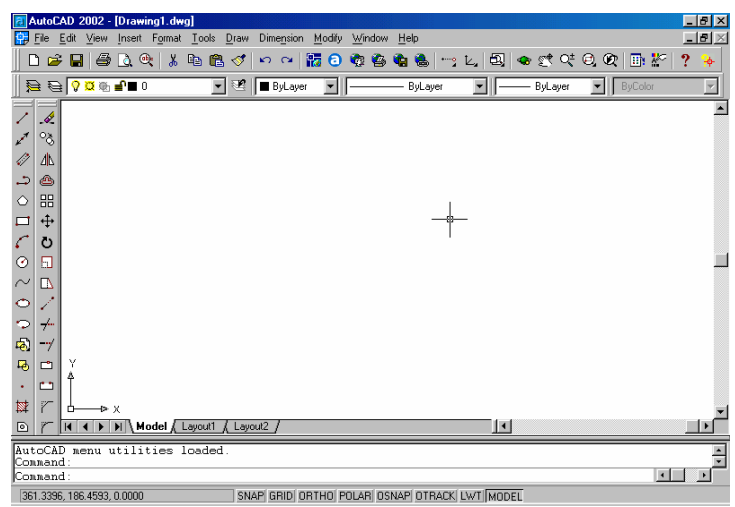 AutoCAD 2002 - [Drawing1.dwg]
File Edit View Insert Format Tools Draw Dimension Modify Window Help
0 ByLayer ByLayer ByLayer ByColor
Y
X
Model Layout1 Layout2
AutoCAD menu utilities loaded.
Command:
Command:
361.3396, 186.4593, 0.0000 SNAP GRID ORTHO POLAR OSNAP OTRACK LWT MODEL